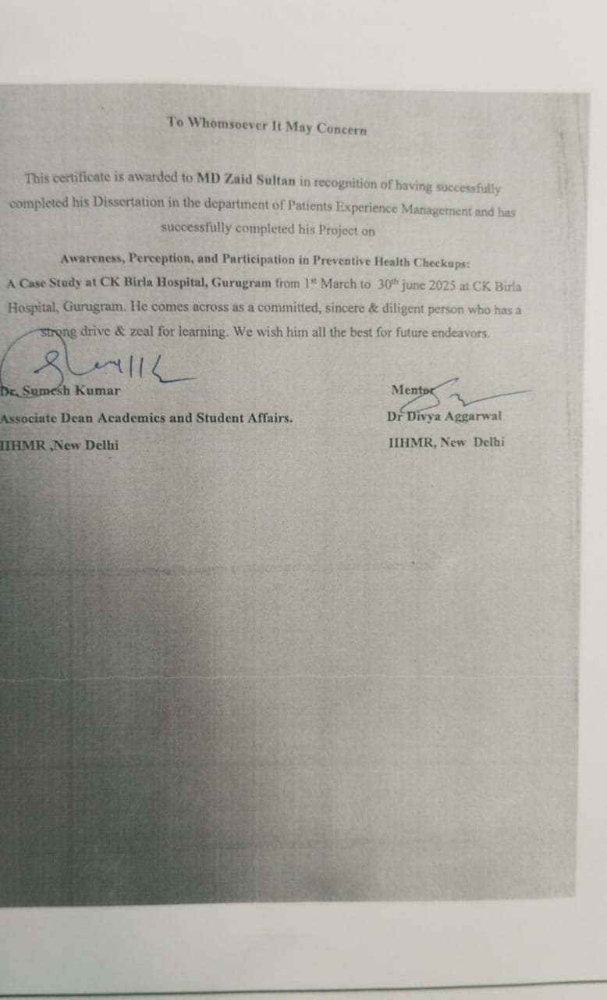 To Whomsoever It May Concern
This certificate is awarded to MD Zaid Sultan in recognition of having successfully
completed his Dissertation in the department of Patients Experience Management and has
successfully completed his Project on
Awareness, Perception, and Participation in Preventive Health Checkups:
A Case Study at CK Birla Hospital, Gurugram from 1st March to 30th june 2025 at CK Birla
Hospital, Gurugram. He comes across as a committed, sincere & diligent person who has a
strong drive & zeal for learning. We wish him all the best for future endeavors.
Dr. Sumesh Kumar
Associate Dean Academics and Student Affairs.
IIHMR ,New Delhi
Mentor
Dr Divya Aggarwal
IIHMR, New Delhi